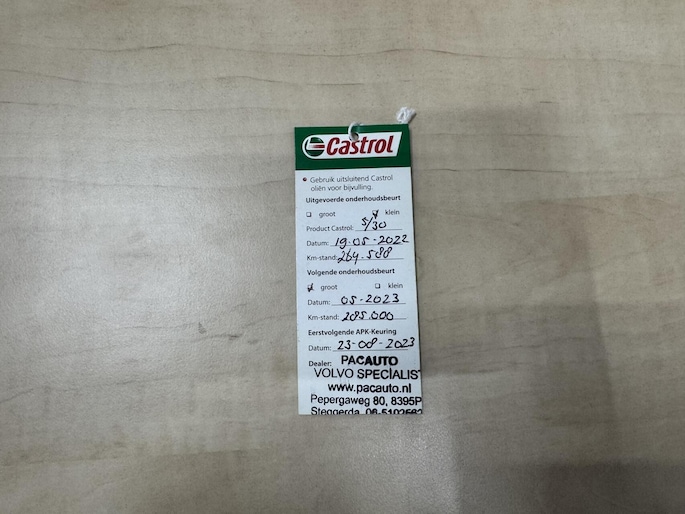 Castrol
Gebruik uitsluitend Castrol
oliën voor bijvulling.
Uitgevoerde onderhoudsbeurt
groot klein
Product Castrol: 5/30
Datum: 19-05-2022
Km-stand: 264.588
Volgende onderhoudsbeurt
groot klein
Datum: 05-2023
Km-stand: 285.000
Eerstvolgende APK-Keuring
Datum: 23-08-2023
Dealer: PACAUTO
VOLVO SPECIALIS
www.pacauto.nl
Pepergaweg 80, 8395P
Steggerda